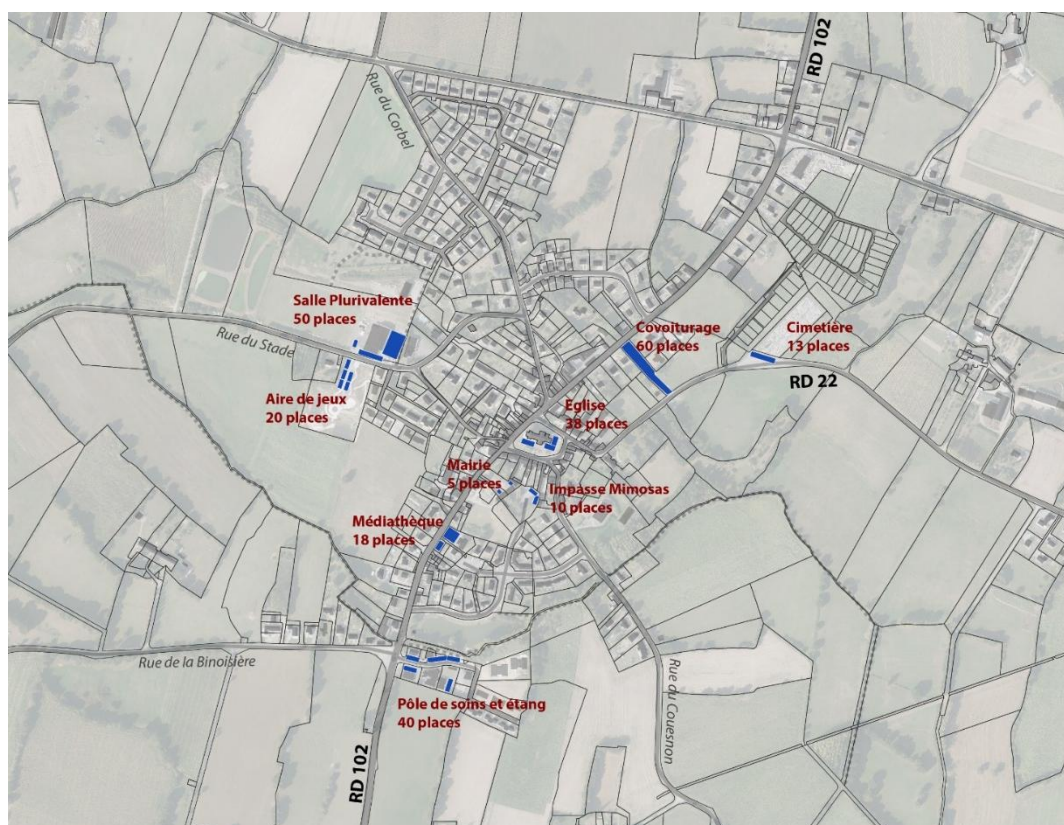 RD 102
Rue du Corbel
Salle Plurivalente
50 places
Rue du Stade
Covoiturage
60 places
Cimetière
13 places
RD 22
Aire de jeux
20 places
Eglise
38 places
Mairie
5 places
Impasse Mimosas
10 places
Médiathèque
18 places
Rue de la Binoisière
Rue du Couesnon
Pôle de soins et étang
40 places
RD 102